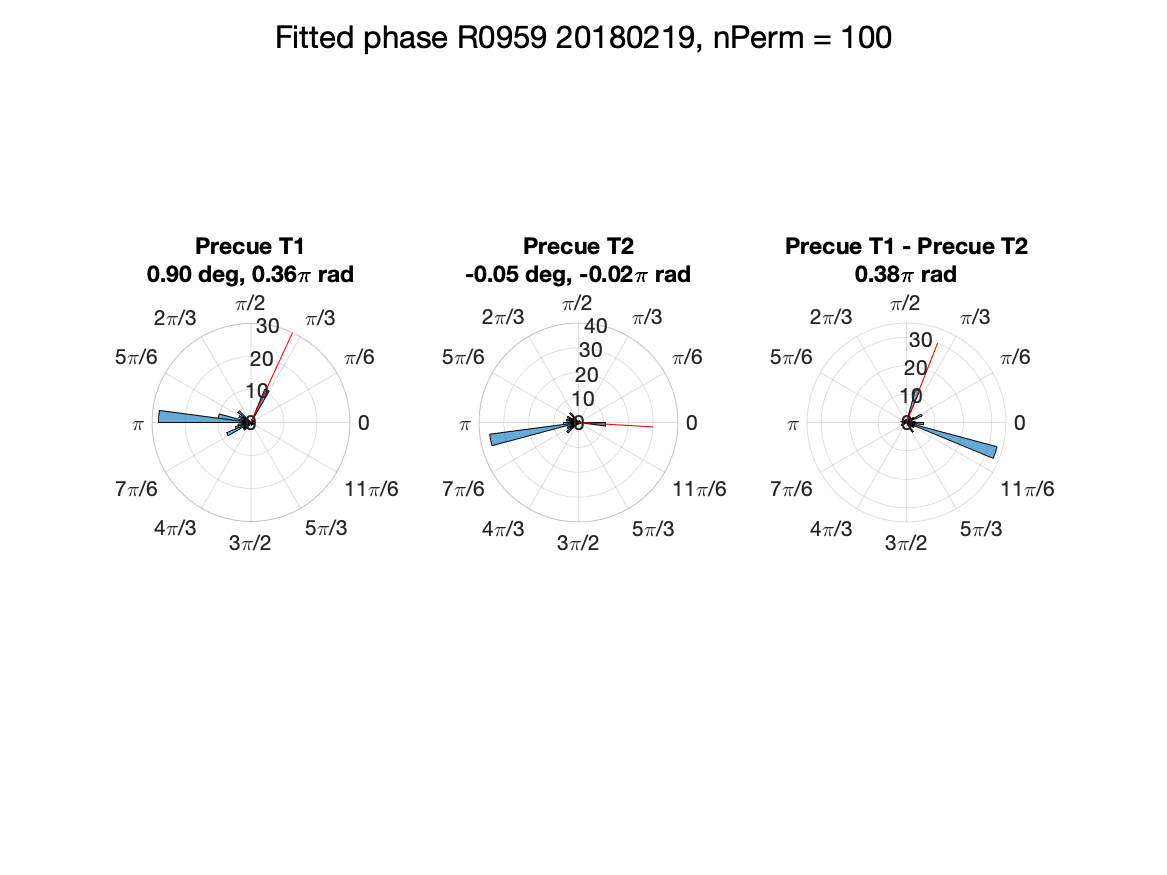 Fitted phase R0959 20180219, nPerm = 100
Precue T1
0.90 deg, 0.36π rad
π/2
2π/3
30
π/3
5π/6
20
π/6
10
π
0
0
7π/6
11π/6
4π/3
5π/3
3π/2
Precue T2
-0.05 deg, -0.02π rad
π/2
2π/3
40
π/3
5π/6
30
π/6
20
10
π
0
0
7π/6
11π/6
4π/3
5π/3
3π/2
Precue T1 - Precue T2
0.38π rad
π/2
2π/3
π/3
30
5π/6
π/6
20
10
π
0
0
7π/6
11π/6
4π/3
5π/3
3π/2